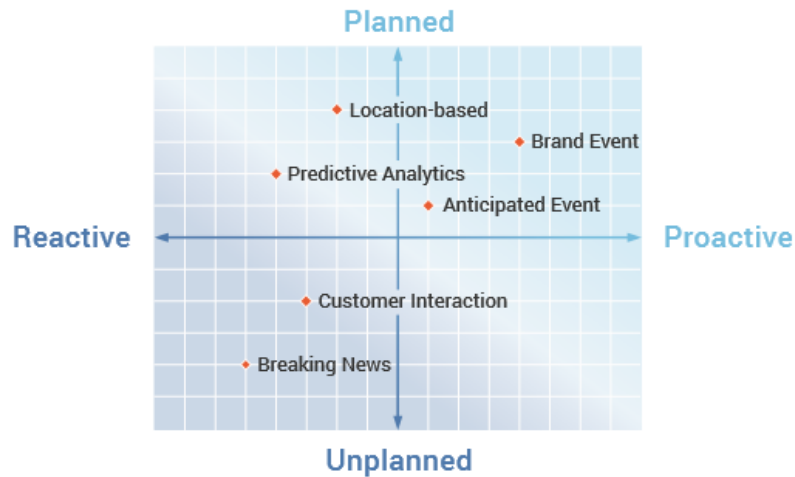 Planned
Location-based
Brand Event
Predictive Analytics
Anticipated Event
Reactive
Proactive
Customer Interaction
Breaking News
Unplanned